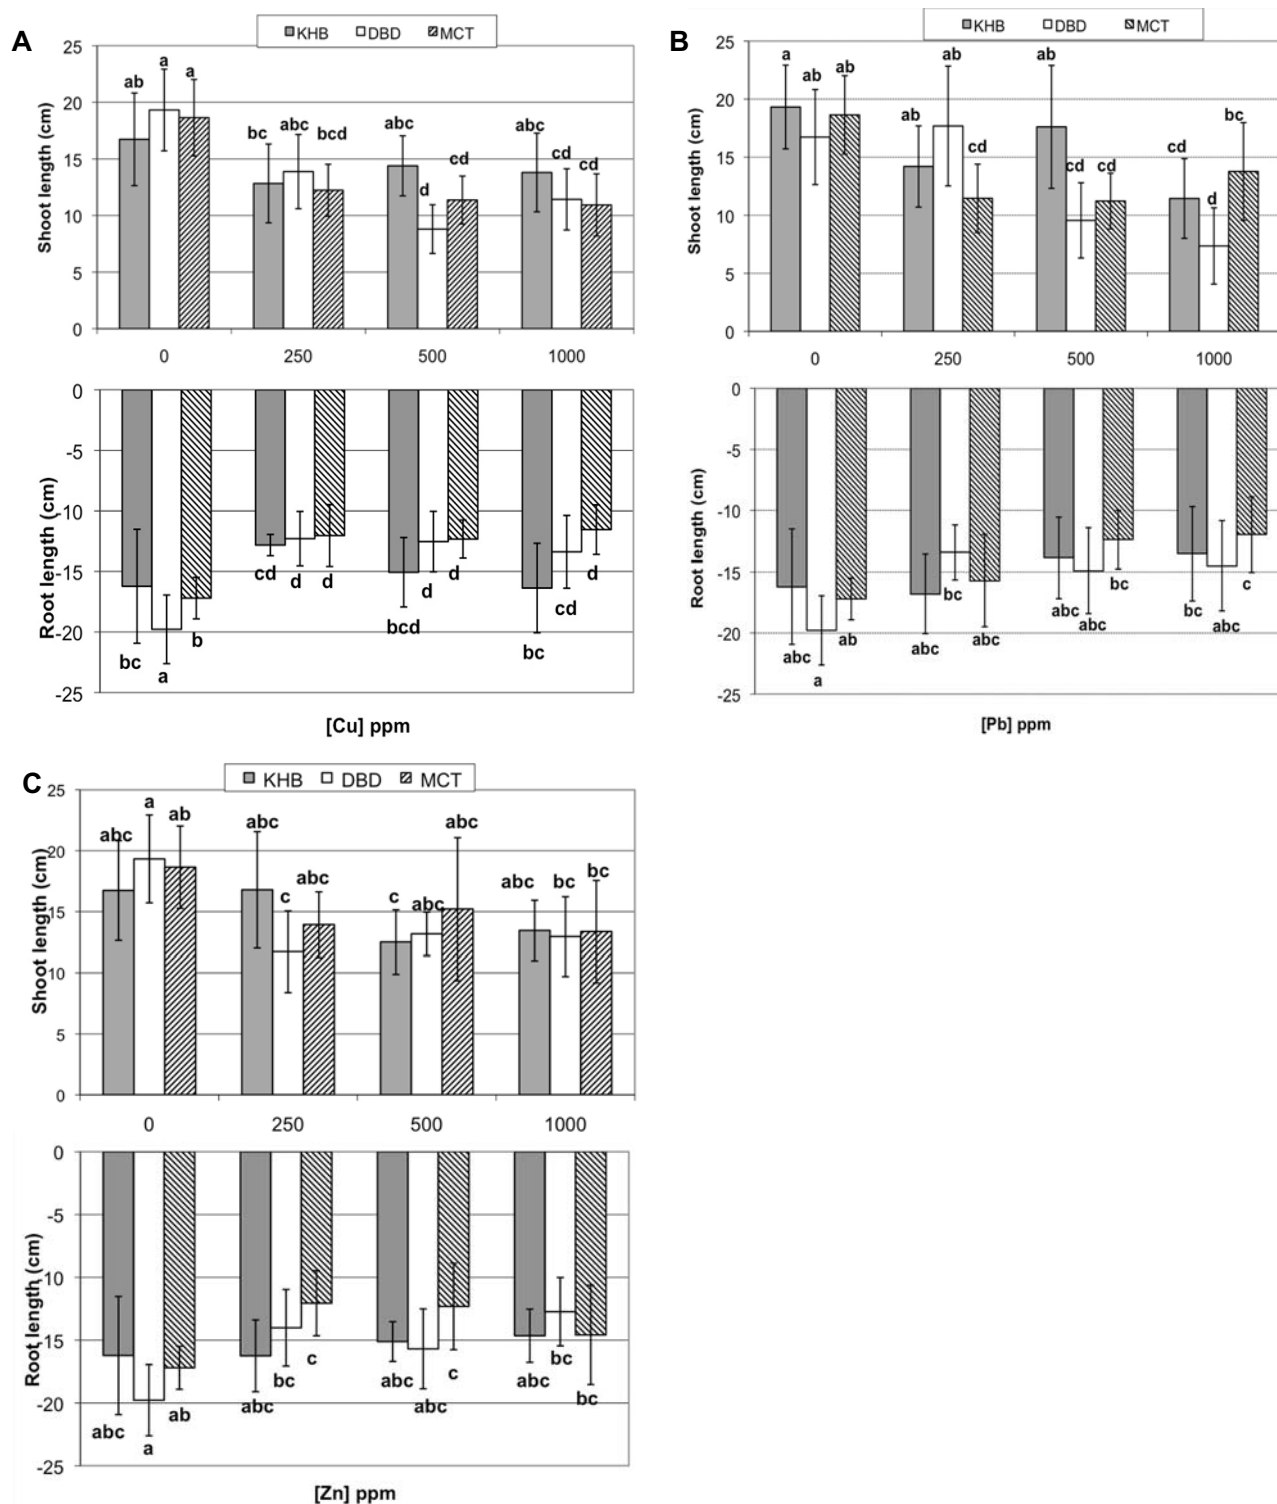 A
KHB DBD MCT
25
20
15
10
5
0
Shoot length (cm)
ab a a
bc abc bcd
abc d cd
abc cd cd
0 250 500 1000
0
-5
-10
-15
-20
-25
Root length (cm)
bc a b
cd d d
bcd d d
bc cd d
[Cu] ppm
B
KHB DBD MCT
25
20
15
10
5
0
Shoot length (cm)
a ab ab
ab ab cd
ab cd cd
cd d bc
0 250 500 1000
0
-5
-10
-15
-20
-25
Root length (cm)
abc a ab
abc bc abc
abc abc bc
bc abc c
[Pb] ppm
C
KHB DBD MCT
25
20
15
10
5
0
Shoot length (cm)
abc a ab
abc c abc
c abc abc
abc bc bc
0 250 500 1000
0
-5
-10
-15
-20
-25
Root length (cm)
abc a ab
abc bc c
abc abc c
abc bc bc
[Zn] ppm